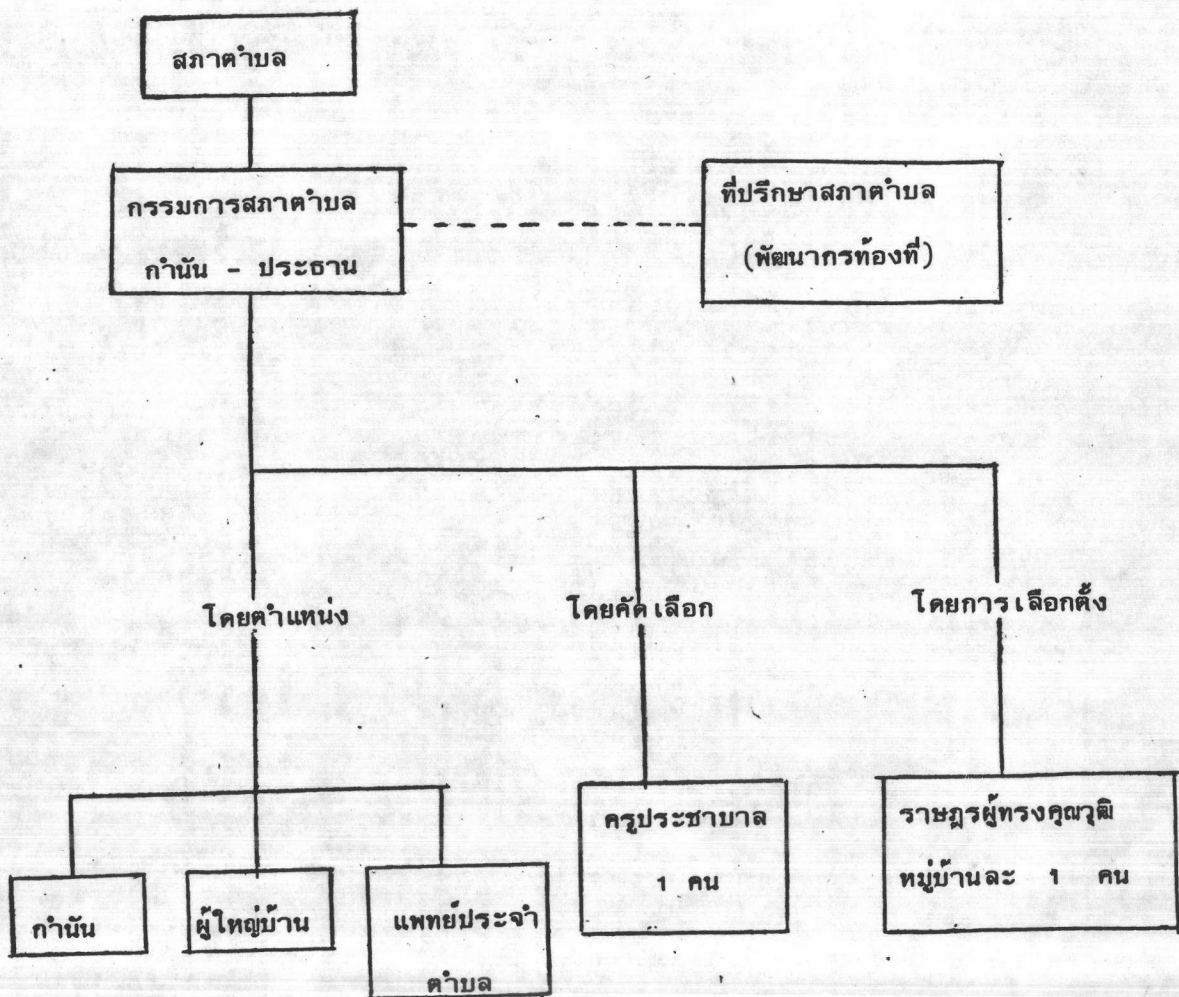 สภาตำบล
กรรมการสภาตำบล
กำนัน - ประธาน
ที่ปรึกษาสภาตำบล
(พัฒนากรท้องที่)
โดยตำแหน่ง
โดยคัดเลือก
โดยการเลือกตั้ง
กำนัน
ผู้ใหญ่บ้าน
แพทย์ประจำ
ตำบล
ครูประชาบาล
1 คน
ราษฎรผู้ทรงคุณวุฒิ
หมู่บ้านละ 1 คน